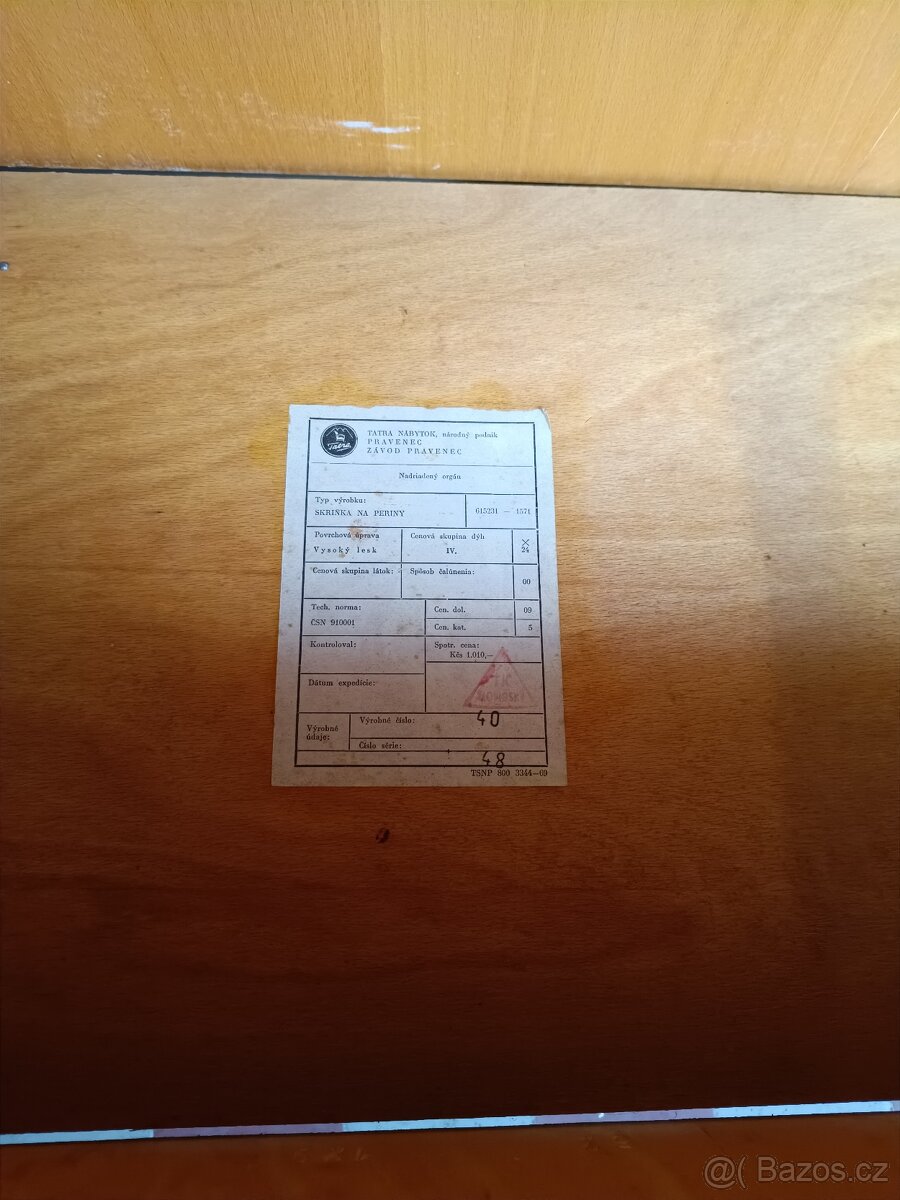 Tatra
TATRA NÁBYTOK, národný podnik
PRAVENEC
ZÁVOD PRAVENEC
Nadriadený orgán
Typ výrobku:
SKRIŇKA NA PERINY
615231 — 1571
Povrchová úprava
Vysoký lesk
Cenová skupina dýh
IV.
24
Cenová skupina látok:
Spôsob čalúnenia:
00
Tech. norma:
ČSN 910001
Cen. dol.
09
Cen. kat.
5
Kontroloval:
Spotr. cena:
Kčs 1.010,—
Dátum expedície:
Výrobné
údaje:
Výrobné číslo:
40
Číslo série:
48
TSNP 800 3344—69
@( Bazos.cz